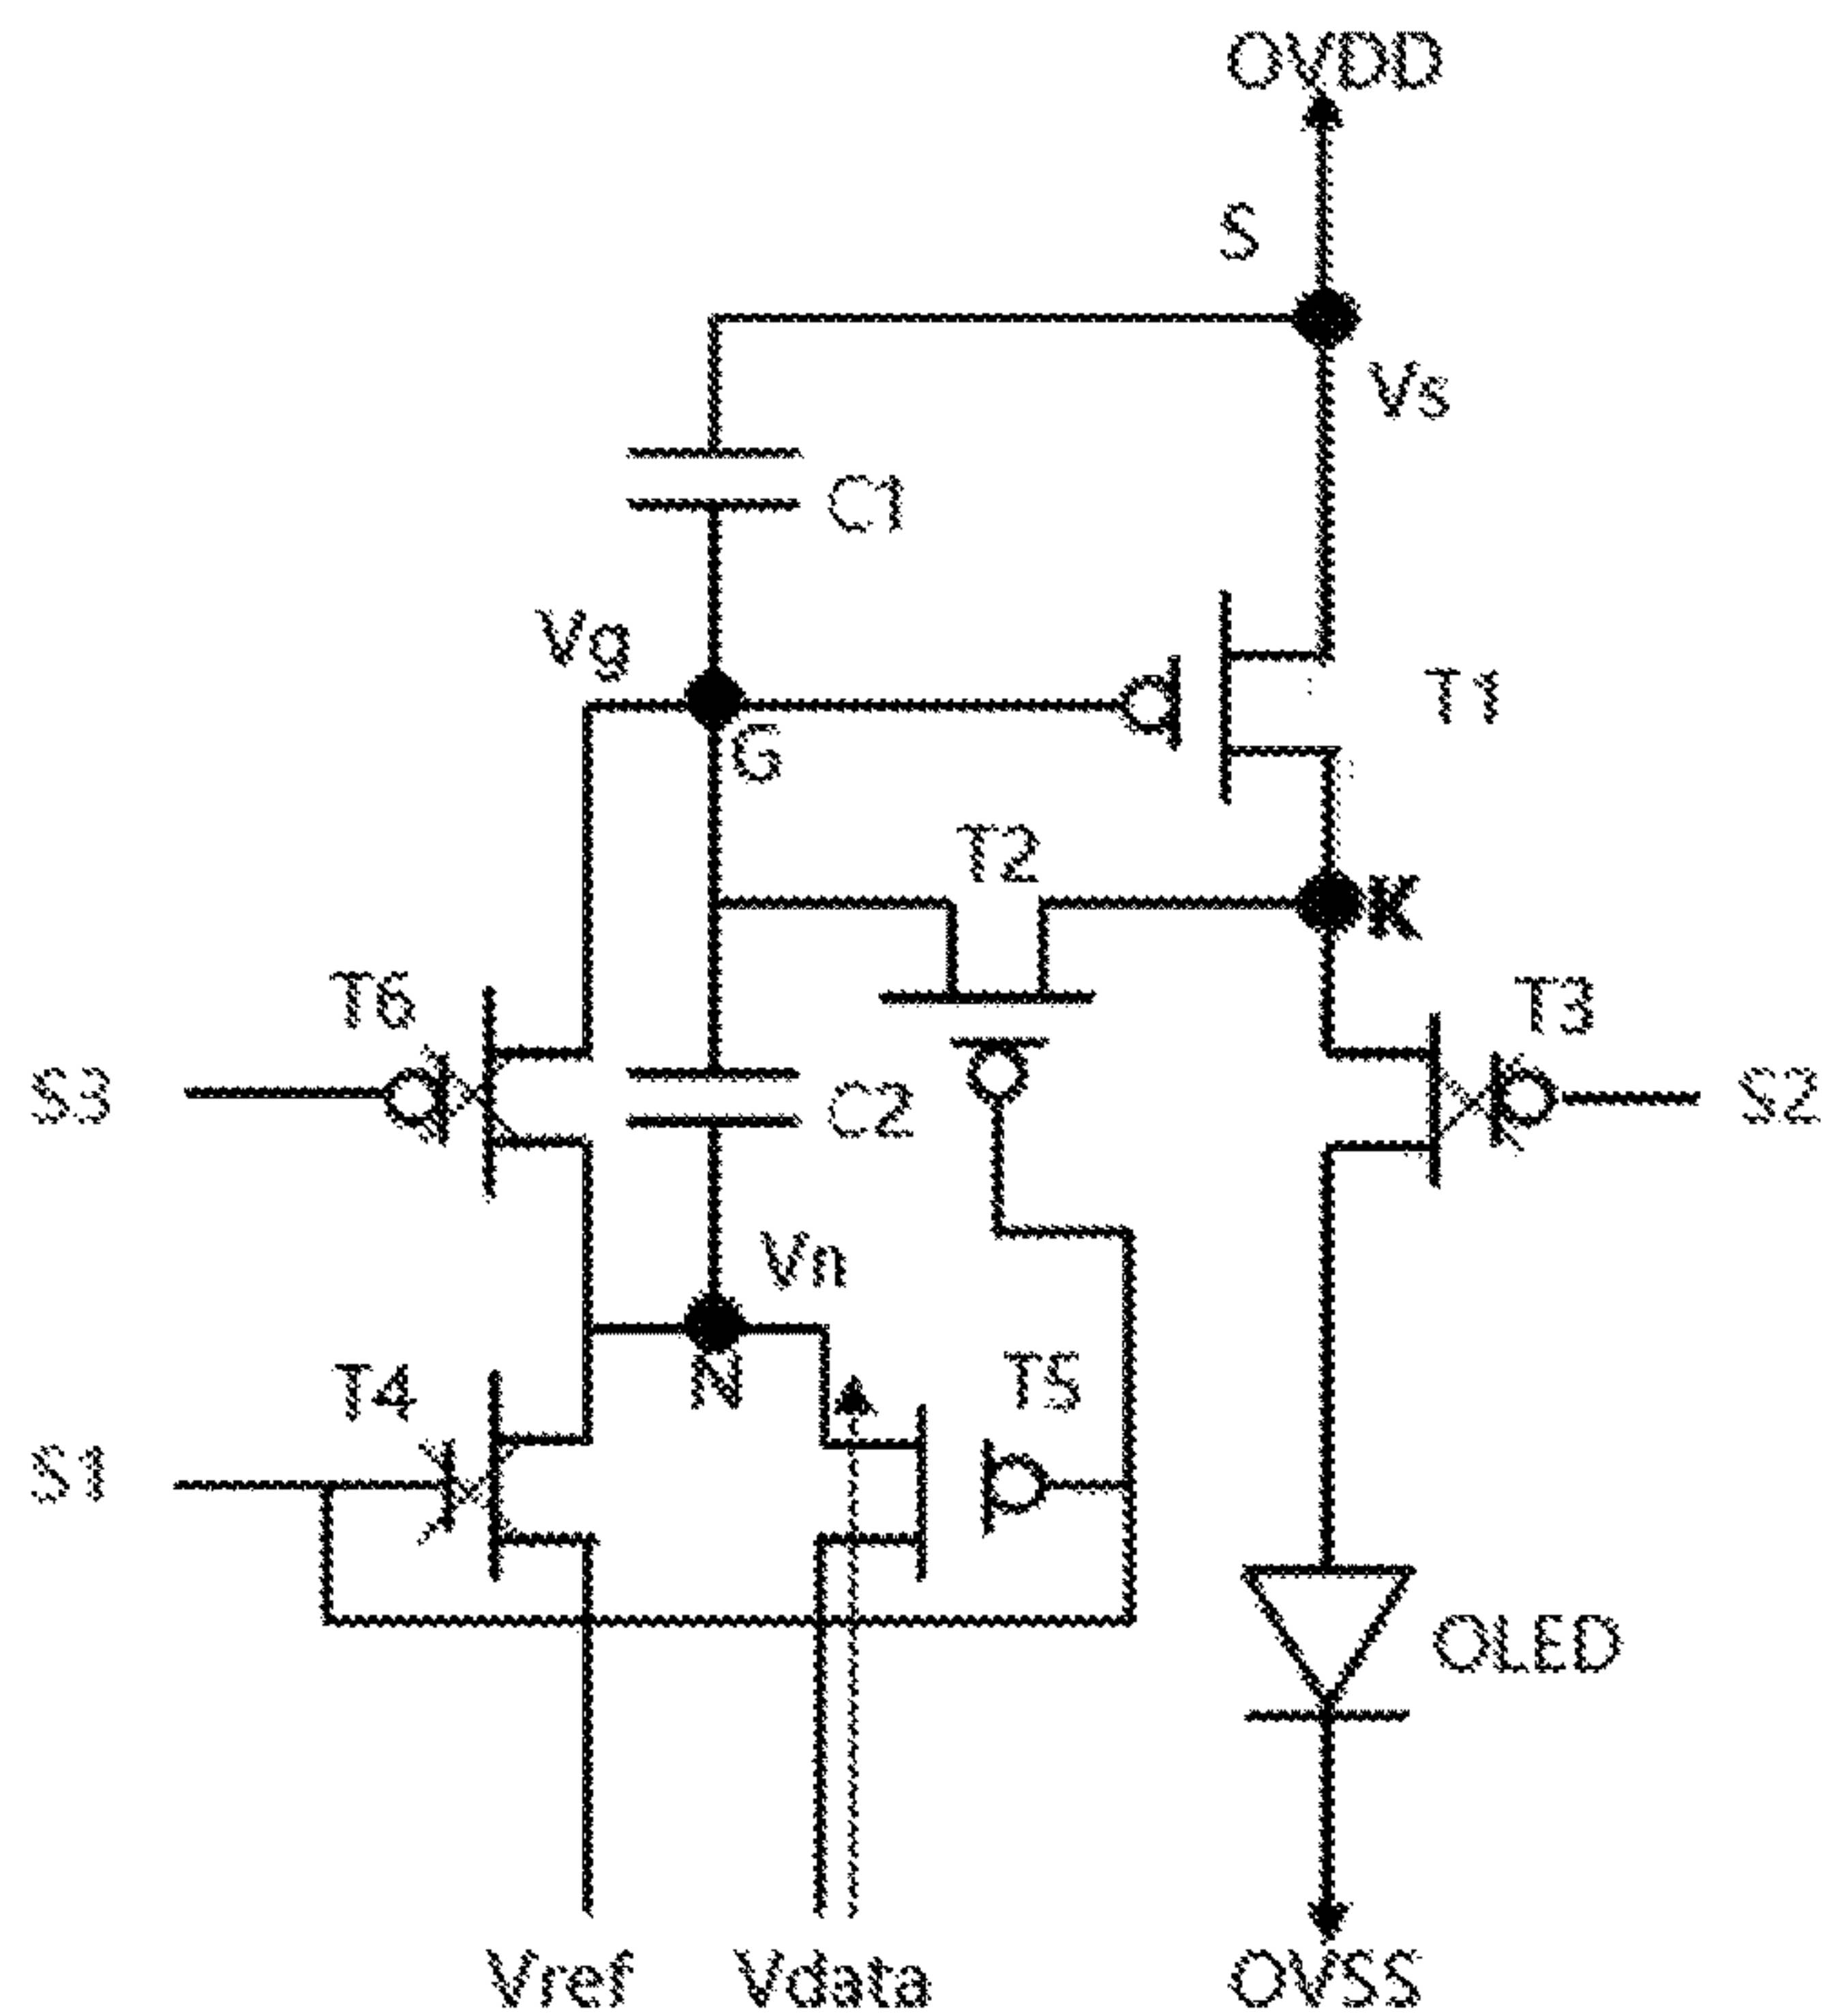 OVDD
S
Vs
C1
Vg
T1
G
T2
K
T6
T3
S3
C2
S2
Vn
T4
N
T5
S1
OLED
Vref
Vdata
OVSS